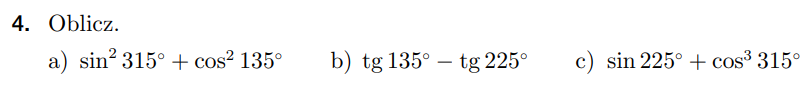 4. Oblicz.
a) sin² 315° + cos² 135° b) tg 135° − tg 225° c) sin 225° + cos³ 315°